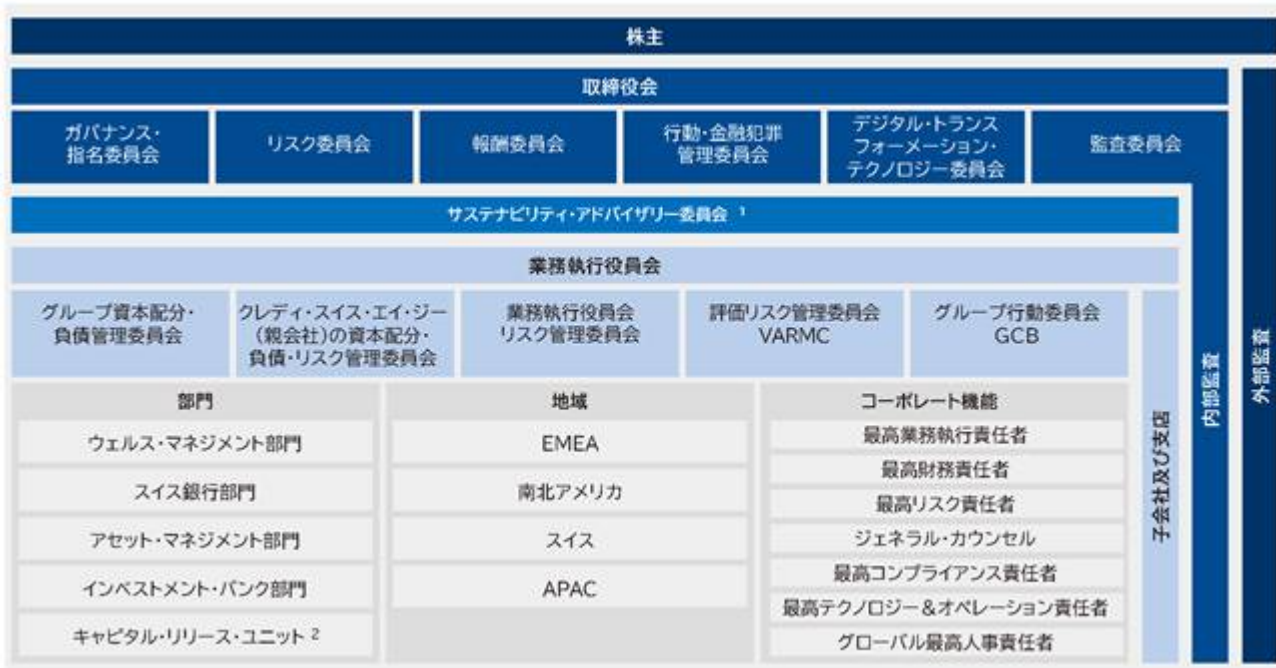 株主
取締役会
ガバナンス・
指名委員会
リスク委員会
報酬委員会
行動・金融犯罪
管理委員会
デジタル・トランス
フォーメーション・
テクノロジー委員会
監査委員会
サステナビリティ・アドバイザリー委員会 1
業務執行役員会
グループ資本配分・
負債管理委員会
クレディ・スイス・エイ・ジー
(親会社)の資本配分・
負債・リスク管理委員会
業務執行役員会
リスク管理委員会
評価リスク管理委員会
VARMC
グループ行動委員会
GCB
部門
ウェルス・マネジメント部門
スイス銀行部門
アセット・マネジメント部門
インベストメント・バンク部門
キャピタル・リリース・ユニット 2
地域
EMEA
南北アメリカ
スイス
APAC
コーポレート機能
最高業務執行責任者
最高財務責任者
最高リスク責任者
ジェネラル・カウンセル
最高コンプライアンス責任者
最高テクノロジー&オペレーション責任者
グローバル最高人事責任者
子会社及び支店
内部監査
外部監査